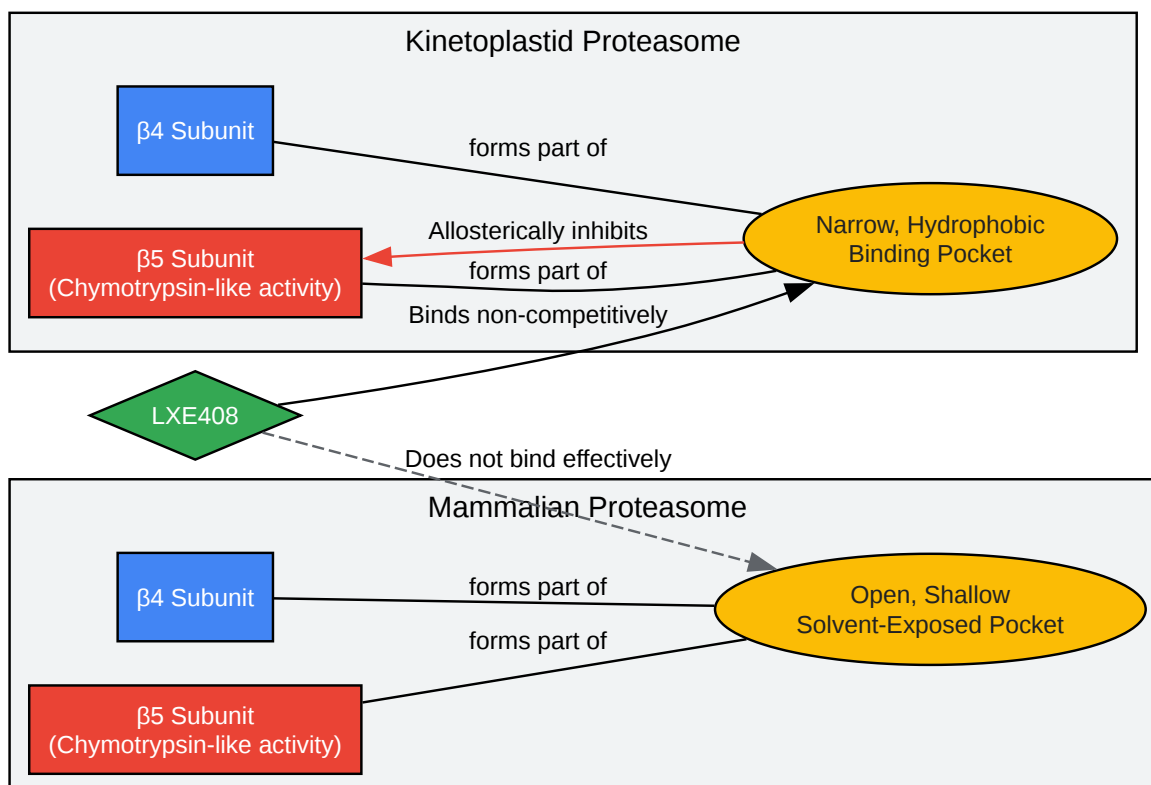 Kinetoplastid Proteasome
β4 Subunit
forms part of
Narrow, Hydrophobic
Binding Pocket
Allosterically inhibits
β5 Subunit
(Chymotrypsin-like activity)
forms part of
Binds non-competitively
LXE408
Does not bind effectively
Mammalian Proteasome
β4 Subunit
forms part of
Open, Shallow
Solvent-Exposed Pocket
forms part of
β5 Subunit
(Chymotrypsin-like activity)